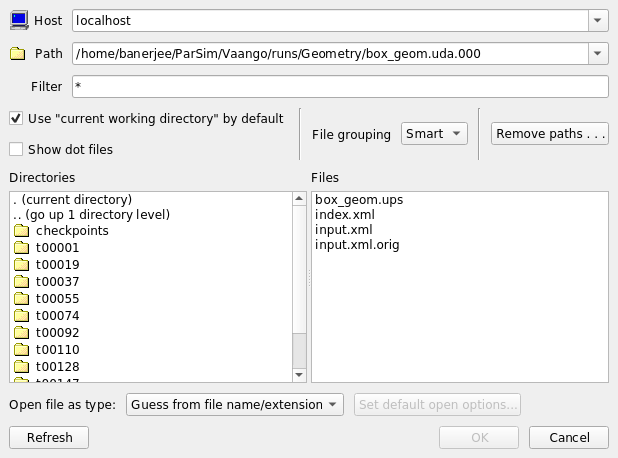 Host localhost
Path /home/banerjee/ParSim/Vaango/runs/Geometry/box_geom.uda.000
Filter *
Use "current working directory" by default
Show dot files
File grouping Smart
Remove paths . . .
Directories
. (current directory)
.. (go up 1 directory level)
checkpoints
t00001
t00019
t00037
t00055
t00074
t00092
t00110
t00128
t00147
Files
box_geom.ups
index.xml
input.xml
input.xml.orig
Open file as type: Guess from file name/extension Set default open options...
Refresh OK Cancel